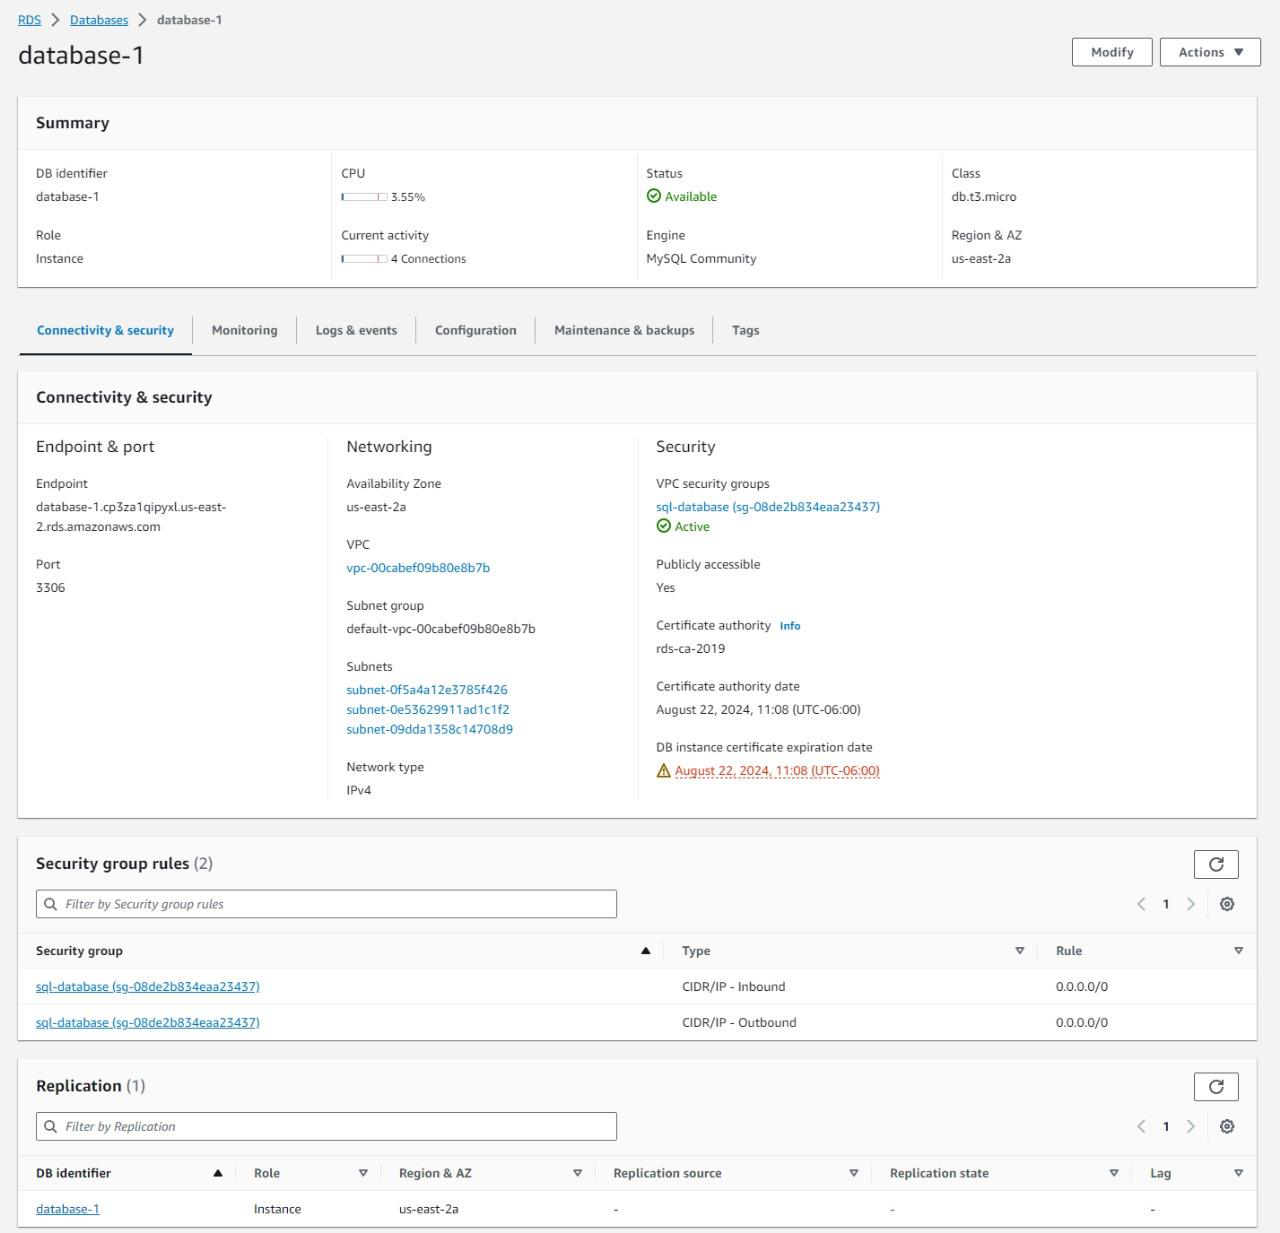 RDS > Databases > database-1
database-1
Modify
Actions ▼
Summary
DB identifier
database-1
CPU
3.55%
Status
Available
Class
db.t3.micro
Role
Instance
Current activity
4 Connections
Engine
MySQL Community
Region & AZ
us-east-2a
Connectivity & security
Monitoring
Logs & events
Configuration
Maintenance & backups
Tags
Connectivity & security
Endpoint & port
Endpoint
database-1.cp3za1qipyxl.us-east-
2.rds.amazonaws.com
Port
3306
Networking
Availability Zone
us-east-2a
VPC
vpc-00cabef09b80e8b7b
Subnet group
default-vpc-00cabef09b80e8b7b
Subnets
subnet-0f5a4a12e3785f426
subnet-0e53629911ad1c1f2
subnet-09dda1358c14708d9
Network type
IPv4
Security
VPC security groups
sql-database (sg-08de2b834eaa23437)
Active
Publicly accessible
Yes
Certificate authority Info
rds-ca-2019
Certificate authority date
August 22, 2024, 11:08 (UTC-06:00)
DB instance certificate expiration date
August 22, 2024, 11:08 (UTC-06:00)
Security group rules (2)
Filter by Security group rules
< 1 >
Security group ▲ Type ▽ Rule ▽
sql-database (sg-08de2b834eaa23437) CIDR/IP - Inbound 0.0.0.0/0
sql-database (sg-08de2b834eaa23437) CIDR/IP - Outbound 0.0.0.0/0
Replication (1)
Filter by Replication
< 1 >
DB identifier ▲ Role ▽ Region & AZ ▽ Replication source ▽ Replication state ▽ Lag ▽
database-1 Instance us-east-2a - - -